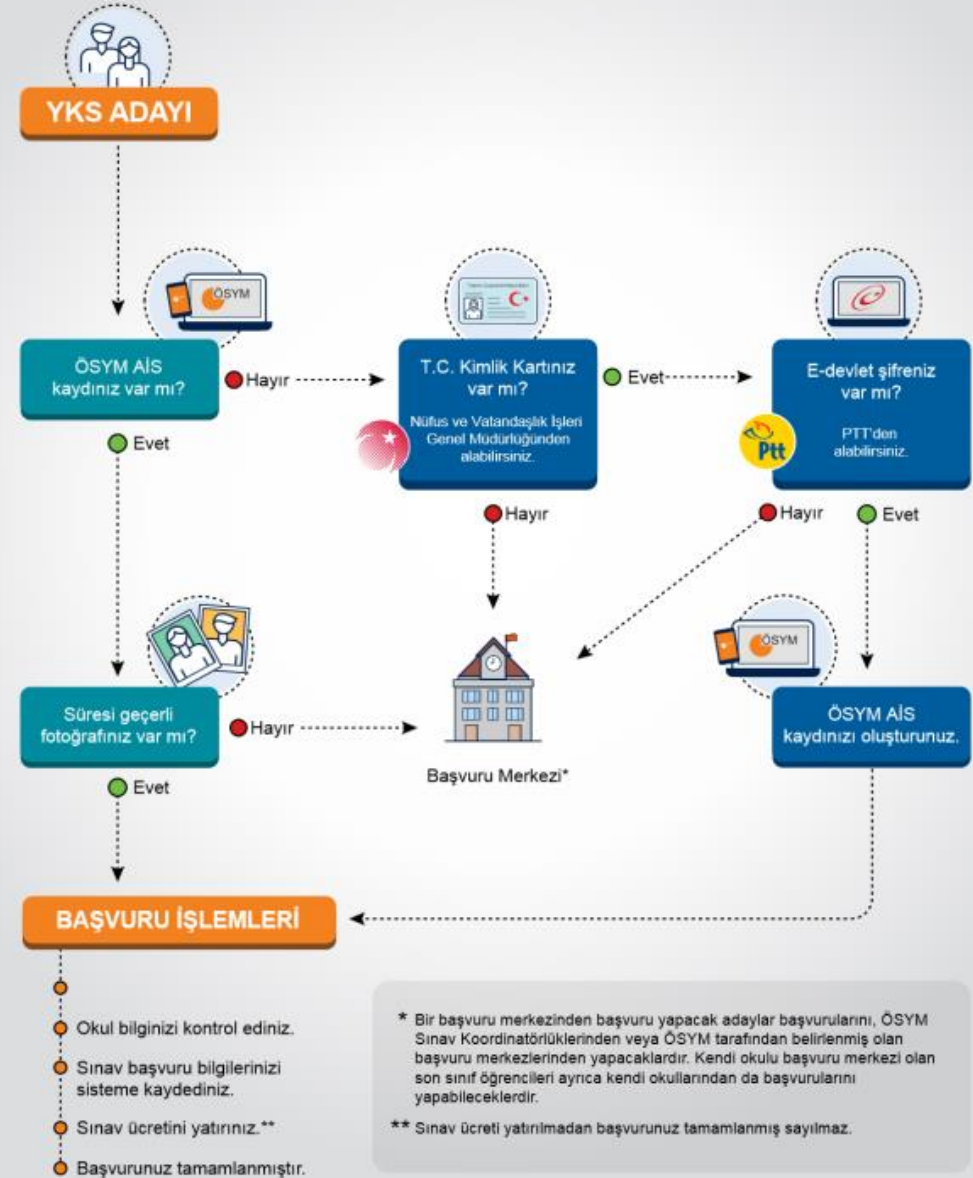 YKS ADAYI
ÖSYM
ÖSYM AİS
kaydınız var mı?
Hayır
Evet
T.C. Kimlik Kartınız
var mı?
Nüfus ve Vatandaşlık İşleri
Genel Müdürlüğünden
alabilirsiniz.
Evet
Hayır
E-devlet şifreniz
var mı?
Ptt
PTT'den
alabilirsiniz.
Hayır
Evet
Süresi geçerli
fotoğrafınız var mı?
Hayır
Evet
Başvuru Merkezi*
ÖSYM
ÖSYM AİS
kaydınızı oluşturunuz.
BAŞVURU İŞLEMLERİ
Okul bilginizi kontrol ediniz.
Sınav başvuru bilgilerinizi
sisteme kaydediniz.
Sınav ücretini yatırınız.**
Başvurunuz tamamlanmıştır.
* Bir başvuru merkezinden başvuru yapacak adaylar başvurularını, ÖSYM
Sınav Koordinatörlüklerinden veya ÖSYM tarafından belirlenmiş olan
başvuru merkezlerinden yapacaklardır. Kendi okulu başvuru merkezi olan
son sınıf öğrencileri ayrıca kendi okullarından da başvurularını
yapabileceklerdir.
** Sınav ücreti yatırılmadan başvurunuz tamamlanmış sayılmaz.